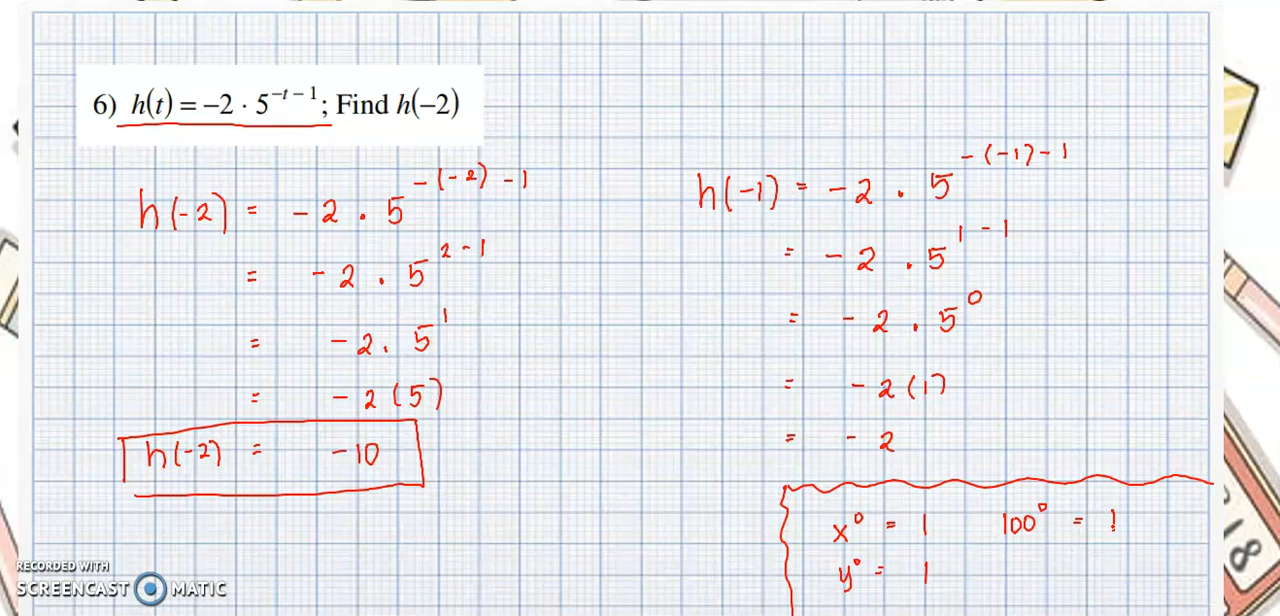 6) h(t) = −2 · 5^{−t − 1}; Find h(−2)
h(-2) = -2 · 5^{-(-2) -1}
= -2 · 5^{2-1}
= -2 · 5^{1}
= -2 (5)
h(-2) = -10
h(-1) = -2 · 5^{-(-1)-1}
= -2 · 5^{1-1}
= -2 · 5^{0}
= -2 (1)
= -2
x^{0} = 1 100^{0} = 1
y^{0} = 1
18
RECORDED WITH
SCREENCAST MATIC